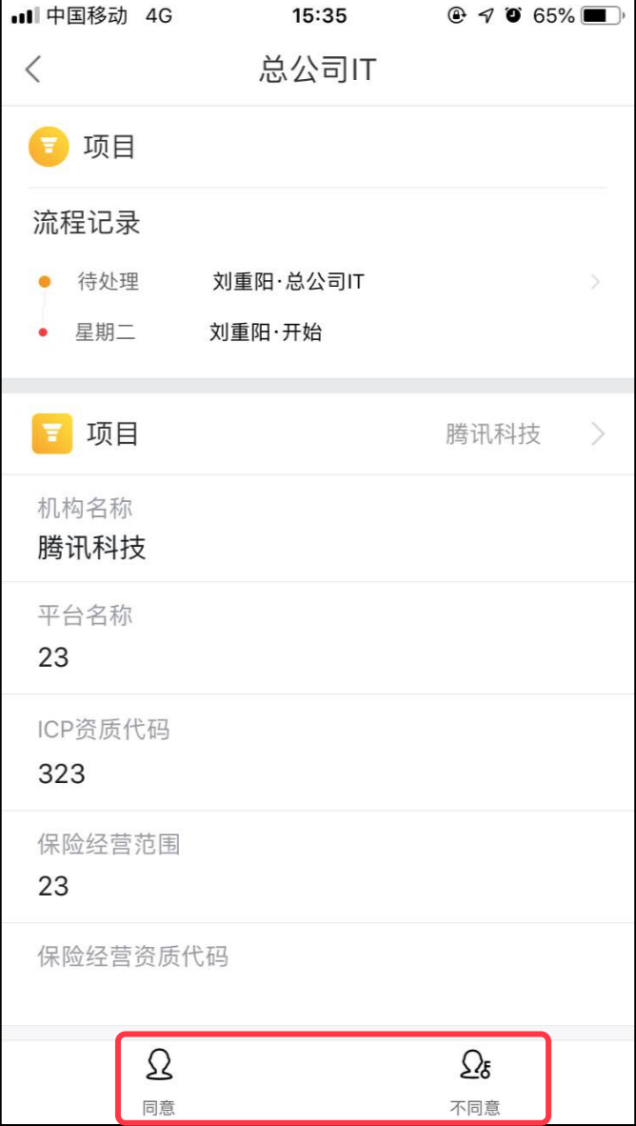 中国移动 4G 15:35 65%
总公司IT
项目
流程记录
待处理 刘重阳·总公司IT
星期二 刘重阳·开始
项目 腾讯科技
机构名称
腾讯科技
平台名称
23
ICP资质代码
323
保险经营范围
23
保险经营资质代码
同意 不同意